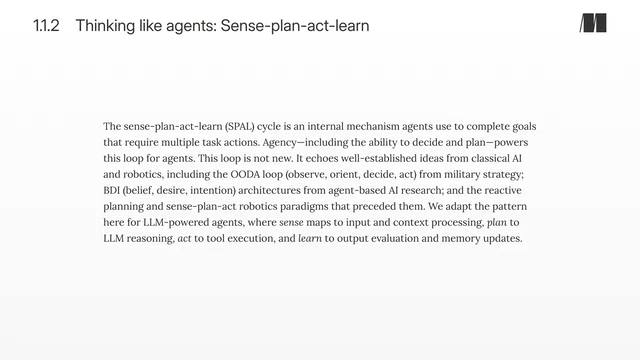 1.1.2 Thinking like agents: Sense-plan-act-learn
The sense-plan-act-learn (SPAL) cycle is an internal mechanism agents use to complete goals
that require multiple task actions. Agency—including the ability to decide and plan—powers
this loop for agents. This loop is not new. It echoes well-established ideas from classical AI
and robotics, including the OODA loop (observe, orient, decide, act) from military strategy;
BDI (belief, desire, intention) architectures from agent-based AI research; and the reactive
planning and sense-plan-act robotics paradigms that preceded them. We adapt the pattern
here for LLM-powered agents, where sense maps to input and context processing, plan to
LLM reasoning, act to tool execution, and learn to output evaluation and memory updates.